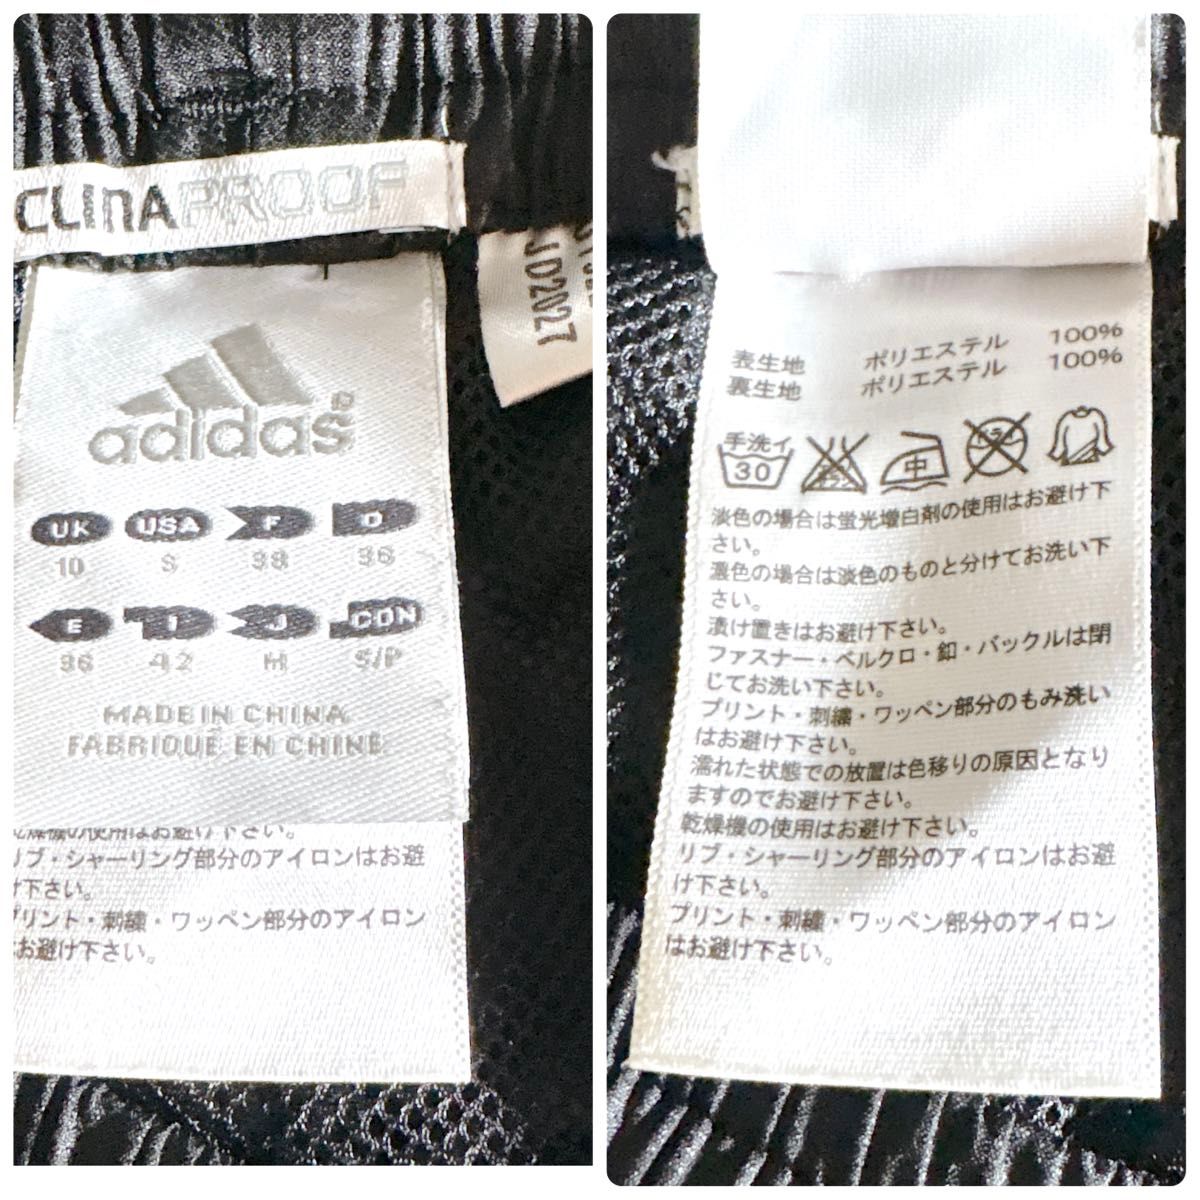 CLIMAPROOF
JD2027
adidas
UK USA F D
10 S 38 36
E I J CDN
36 42 M S/P
MADE IN CHINA
FABRIQUÉ EN CHINE
乾燥機の使用はお避け下さい。
リブ・シャーリング部分のアイロンはお避
け下さい。
プリント・刺繍・ワッペン部分のアイロン
はお避け下さい。
表生地 ポリエステル 100%
裏生地 ポリエステル 100%
手洗イ
30 中
淡色の場合は蛍光増白剤の使用はお避け下
さい。
濃色の場合は淡色のものと分けてお洗い下
さい。
漬け置きはお避け下さい。
ファスナー・ベルクロ・釦・バックルは閉
じてお洗い下さい。
プリント・刺繍・ワッペン部分のもみ洗い
はお避け下さい。
濡れた状態での放置は色移りの原因となり
ますのでお避け下さい。
乾燥機の使用はお避け下さい。
リブ・シャーリング部分のアイロンはお避
け下さい。
プリント・刺繍・ワッペン部分のアイロン
はお避け下さい。